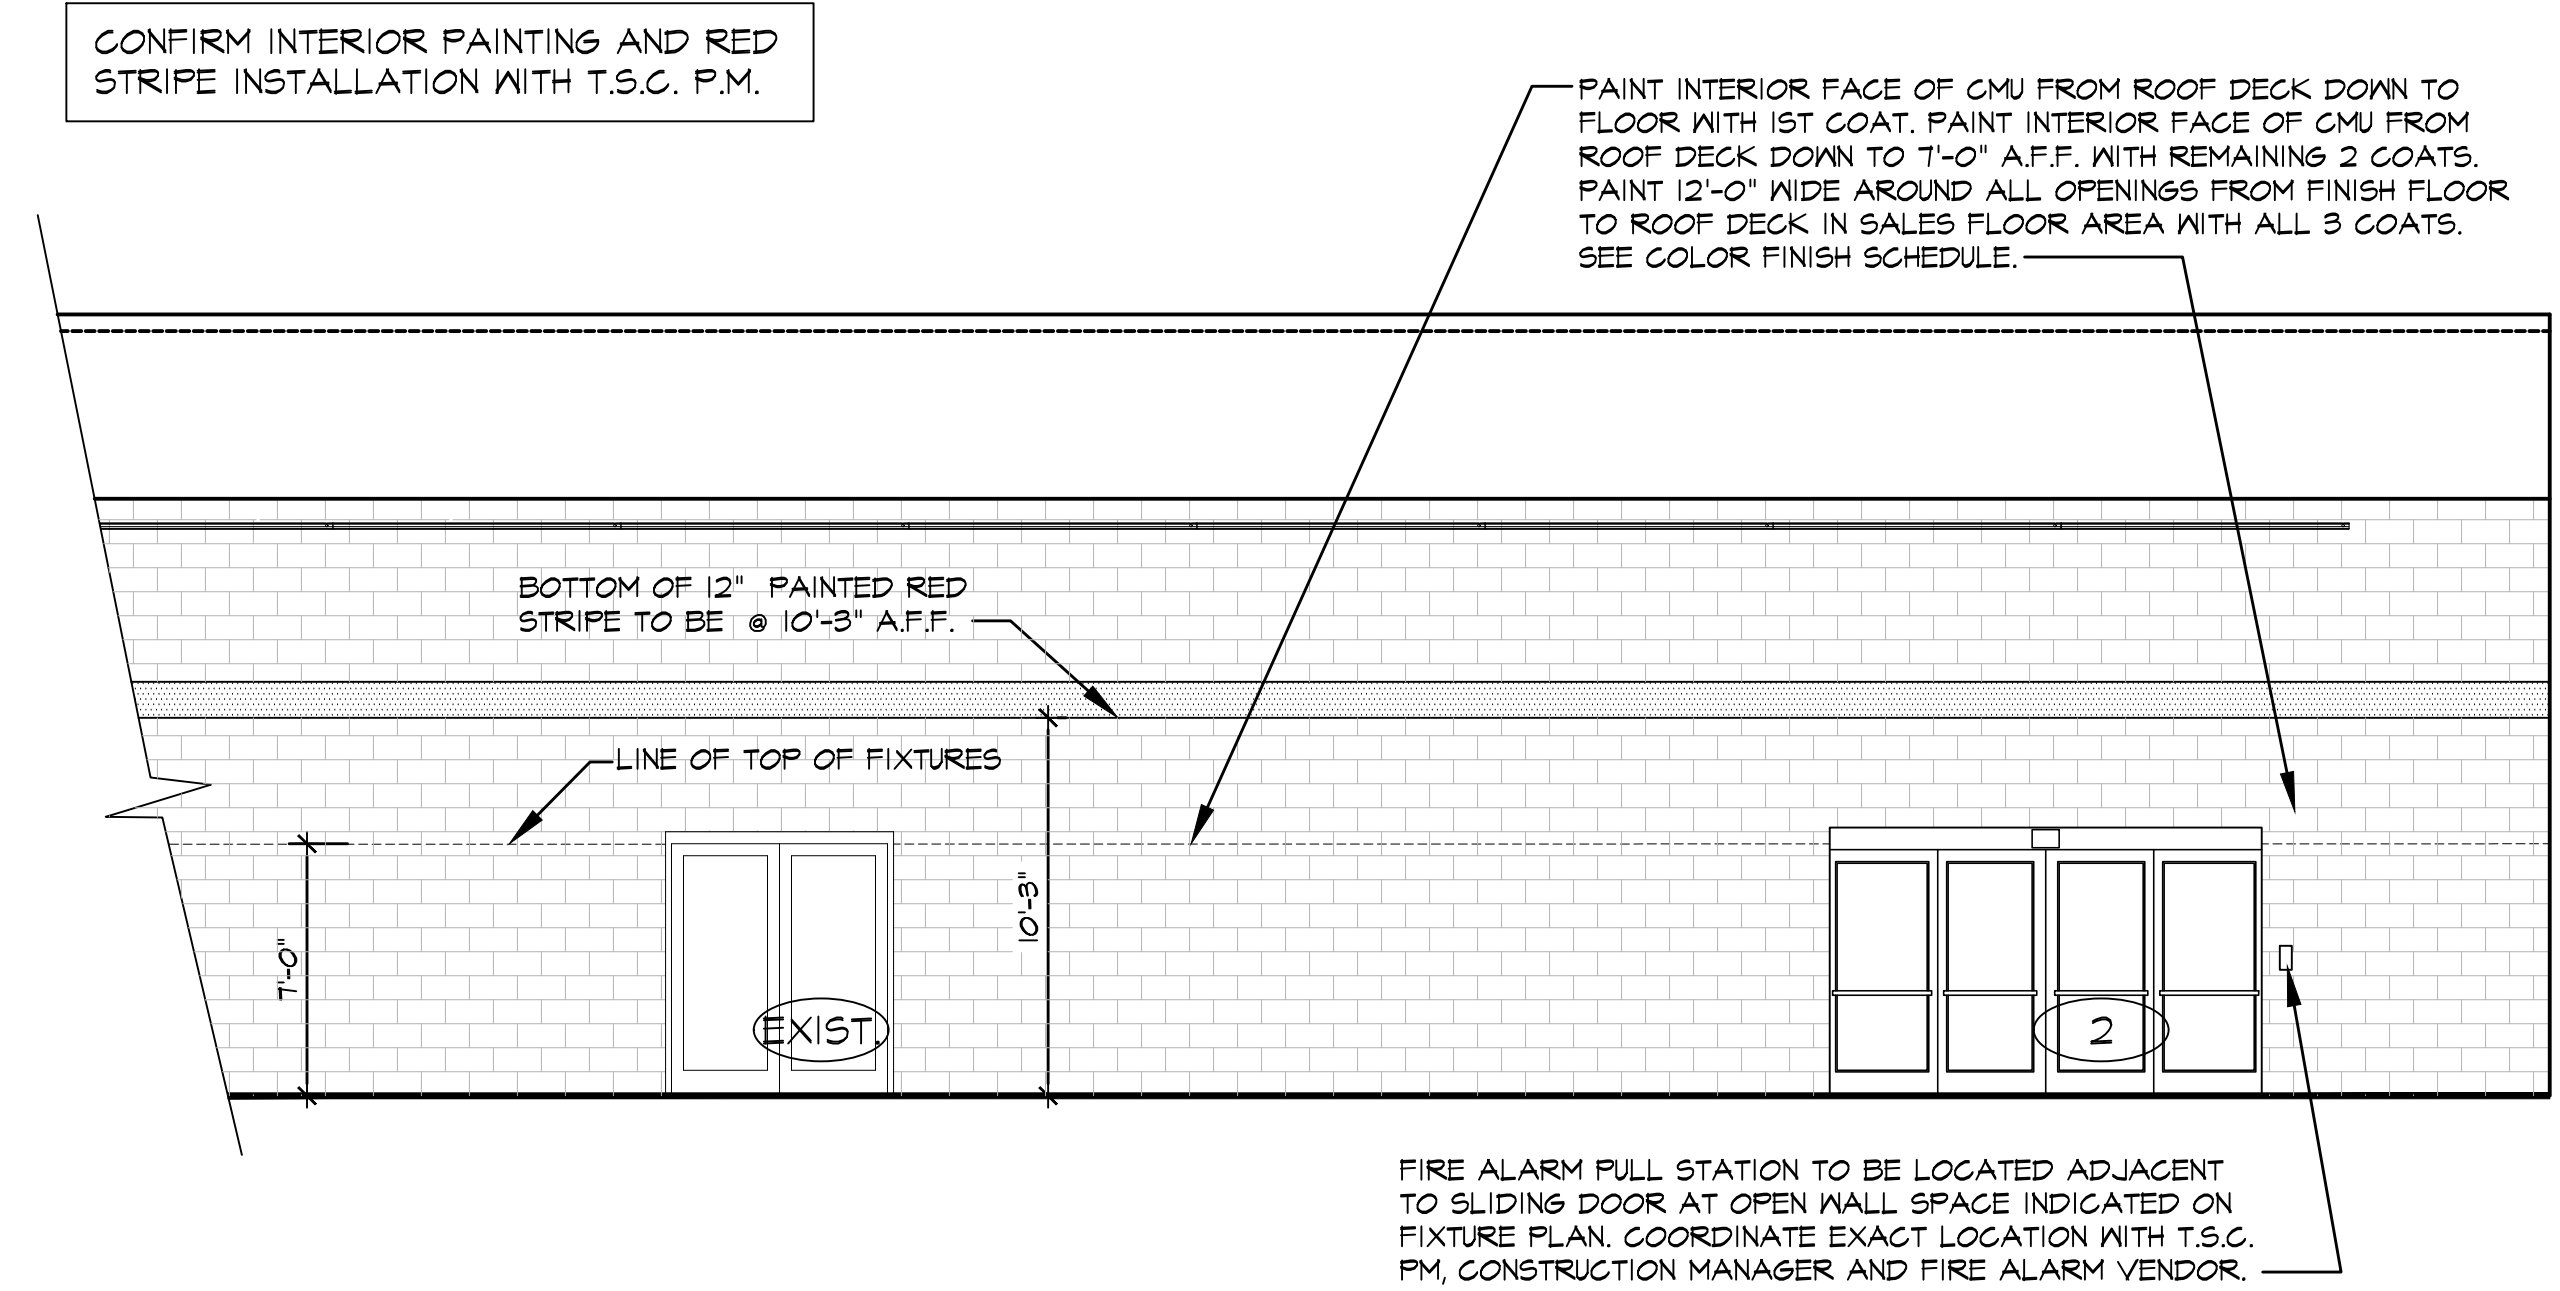 CONFIRM INTERIOR PAINTING AND RED
STRIPE INSTALLATION WITH T.S.C. P.M.
PAINT INTERIOR FACE OF CMU FROM ROOF DECK DOWN TO
FLOOR WITH 1ST COAT. PAINT INTERIOR FACE OF CMU FROM
ROOF DECK DOWN TO 7'-0" A.F.F. WITH REMAINING 2 COATS.
PAINT 12'-0" WIDE AROUND ALL OPENINGS FROM FINISH FLOOR
TO ROOF DECK IN SALES FLOOR AREA WITH ALL 3 COATS.
SEE COLOR FINISH SCHEDULE.
BOTTOM OF 12" PAINTED RED
STRIPE TO BE @ 10'-3" A.F.F.
LINE OF TOP OF FIXTURES
7'-0"
10'-3"
EXIST.
2
FIRE ALARM PULL STATION TO BE LOCATED ADJACENT
TO SLIDING DOOR AT OPEN WALL SPACE INDICATED ON
FIXTURE PLAN. COORDINATE EXACT LOCATION WITH T.S.C.
PM, CONSTRUCTION MANAGER AND FIRE ALARM VENDOR.